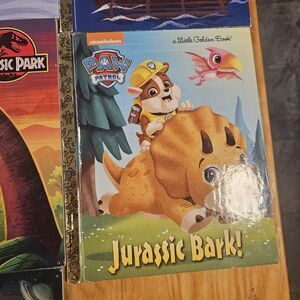 SSIC PARK
nickelodeon
a Little Golden Book®
PAW
PATROL
Jurassic Bark!